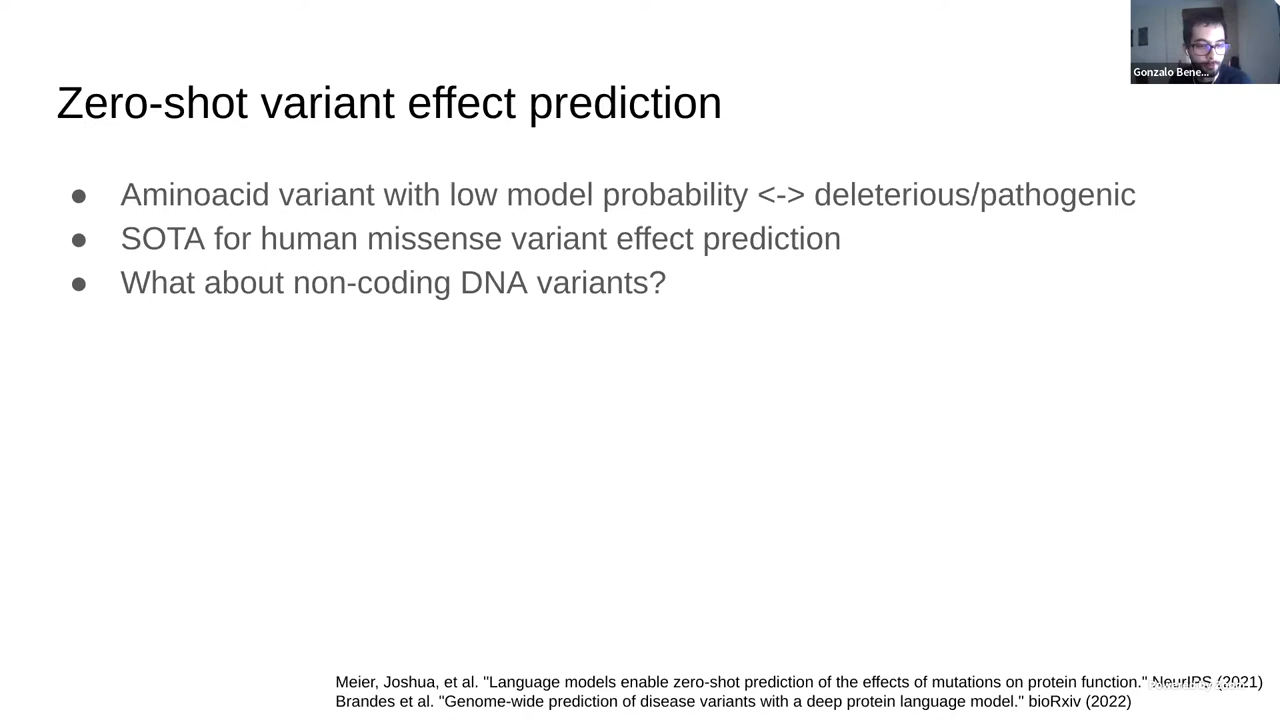 Gonzalo Bene...
Zero-shot variant effect prediction
● Aminoacid variant with low model probability <-> deleterious/pathogenic
● SOTA for human missense variant effect prediction
● What about non-coding DNA variants?
Meier, Joshua, et al. "Language models enable zero-shot prediction of the effects of mutations on protein function." NeurIPS (2021)
Brandes et al. "Genome-wide prediction of disease variants with a deep protein language model." bioRxiv (2022)